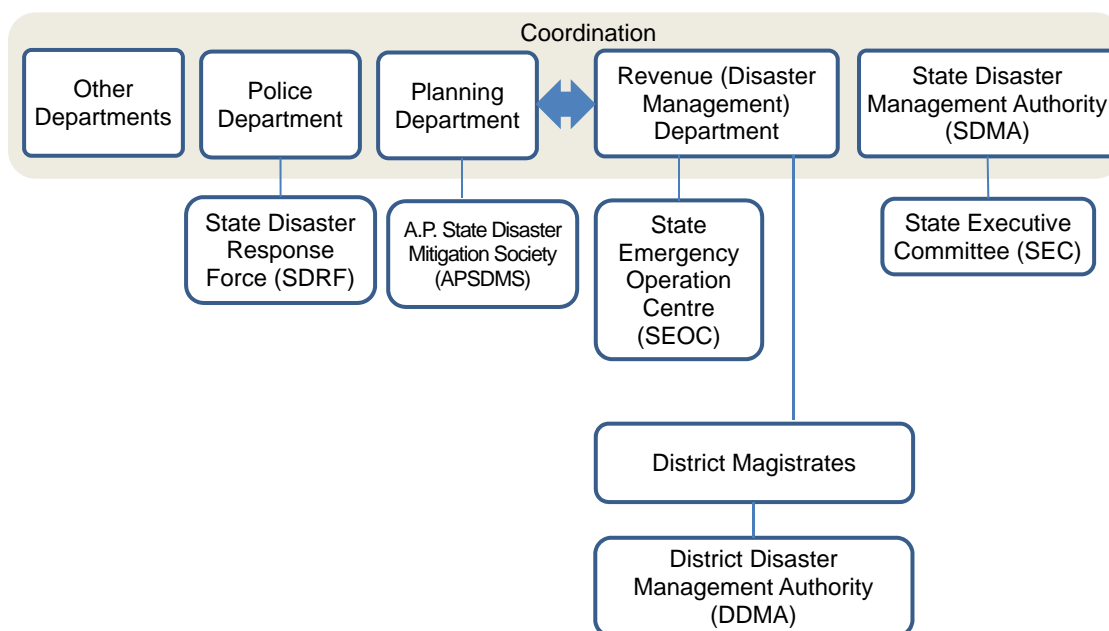 Coordination
Other
Departments
Police
Department
Planning
Department
Revenue (Disaster
Management)
Department
State Disaster
Management Authority
(SDMA)
State Disaster
Response
Force (SDRF)
A.P. State Disaster
Mitigation Society
(APSDMS)
State
Emergency
Operation
Centre
(SEOC)
State Executive
Committee (SEC)
District Magistrates
District Disaster
Management Authority
(DDMA)